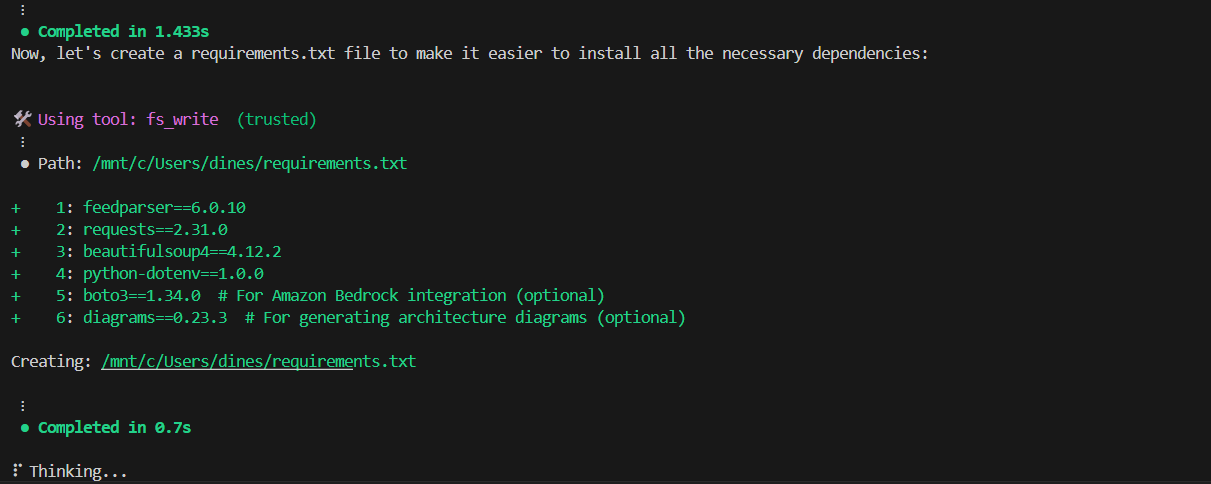 ● Completed in 1.433s
Now, let's create a requirements.txt file to make it easier to install all the necessary dependencies:
🛠️ Using tool: fs_write (trusted)
⋮
● Path: /mnt/c/Users/dines/requirements.txt
+ 1: feedparser==6.0.10
+ 2: requests==2.31.0
+ 3: beautifulsoup4==4.12.2
+ 4: python-dotenv==1.0.0
+ 5: boto3==1.34.0 # For Amazon Bedrock integration (optional)
+ 6: diagrams==0.23.3 # For generating architecture diagrams (optional)
Creating: /mnt/c/Users/dines/requirements.txt
⋮
● Completed in 0.7s
⠏ Thinking...